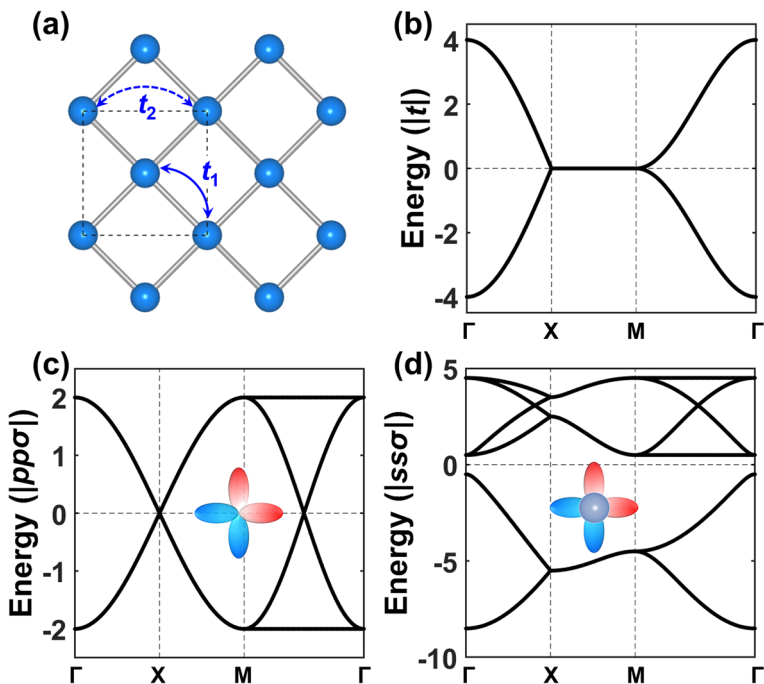 (a)
t2
t1
(b)
Energy (|t|)
4
2
0
-2
-4
Γ X M Γ
(c)
Energy (|ppσ|)
2
1
0
-1
-2
Γ X M Γ
(d)
Energy (|ssσ|)
5
0
-5
-10
Γ X M Γ